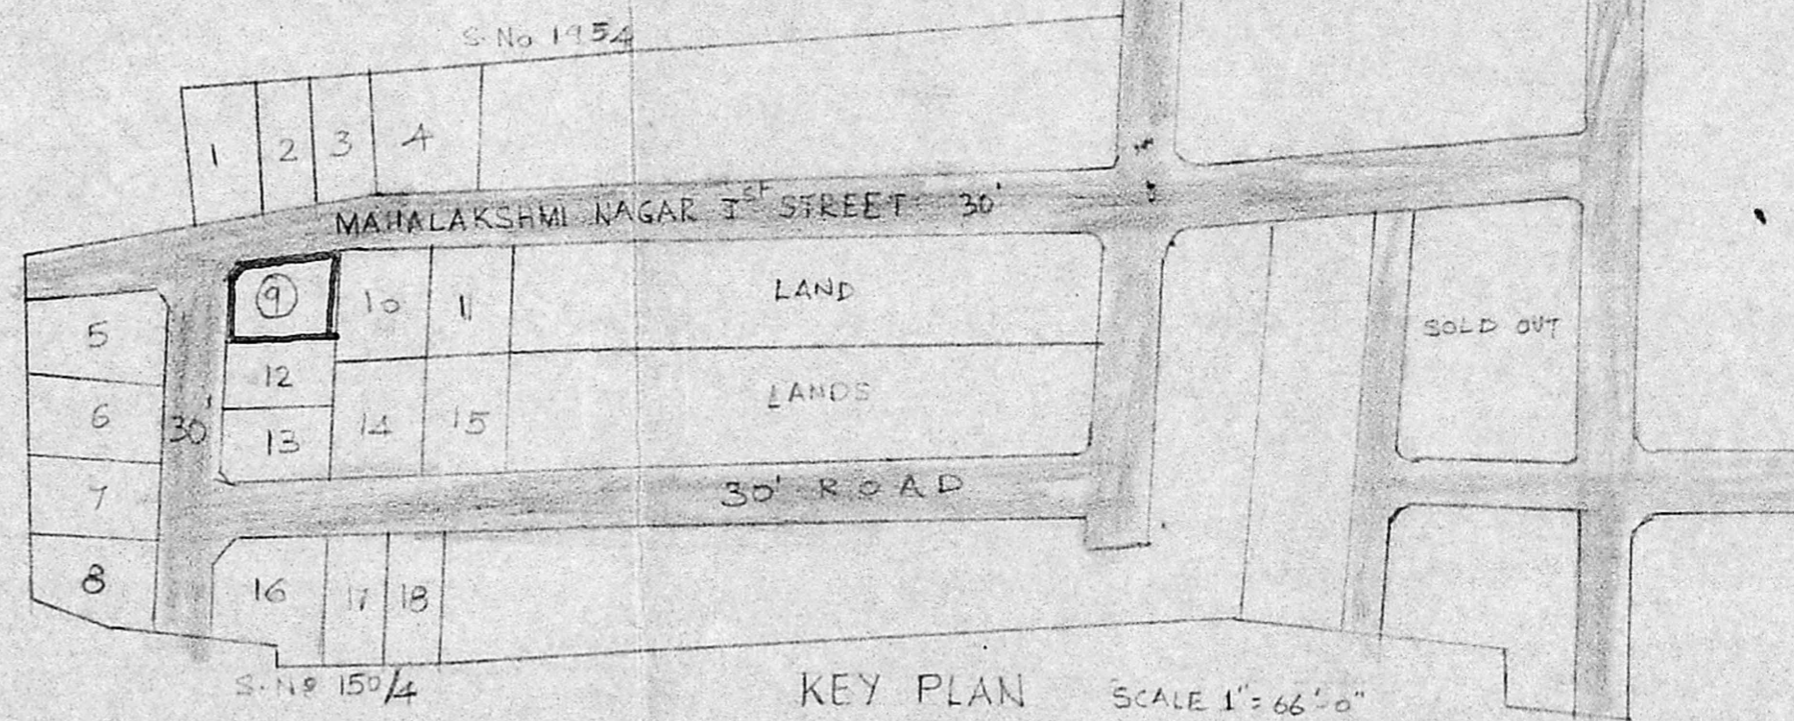 S.No 1954
1 2 3 4
MAHALAKSHMI NAGAR Iˢᵗ STREET 30'
9 10 11 LAND
5
SOLD OUT
12
LANDS
6 30' 13 14 15
7
30' ROAD
8 16 17 18
S.No 150/4
KEY PLAN SCALE 1"=66'-0"